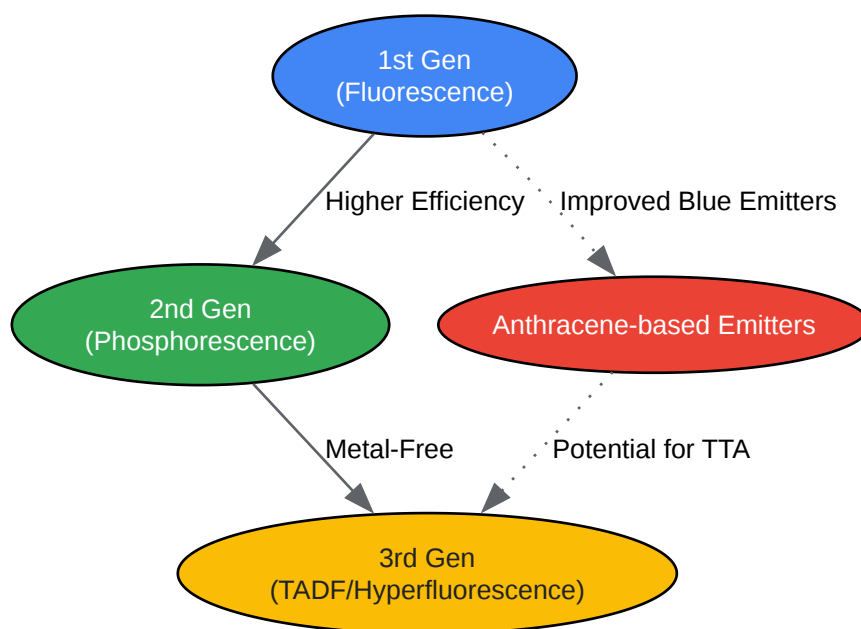 1st Gen
(Fluorescence)
Higher Efficiency
Improved Blue Emitters
2nd Gen
(Phosphorescence)
Anthracene-based Emitters
Metal-Free
Potential for TTA
3rd Gen
(TADF/Hyperfluorescence)